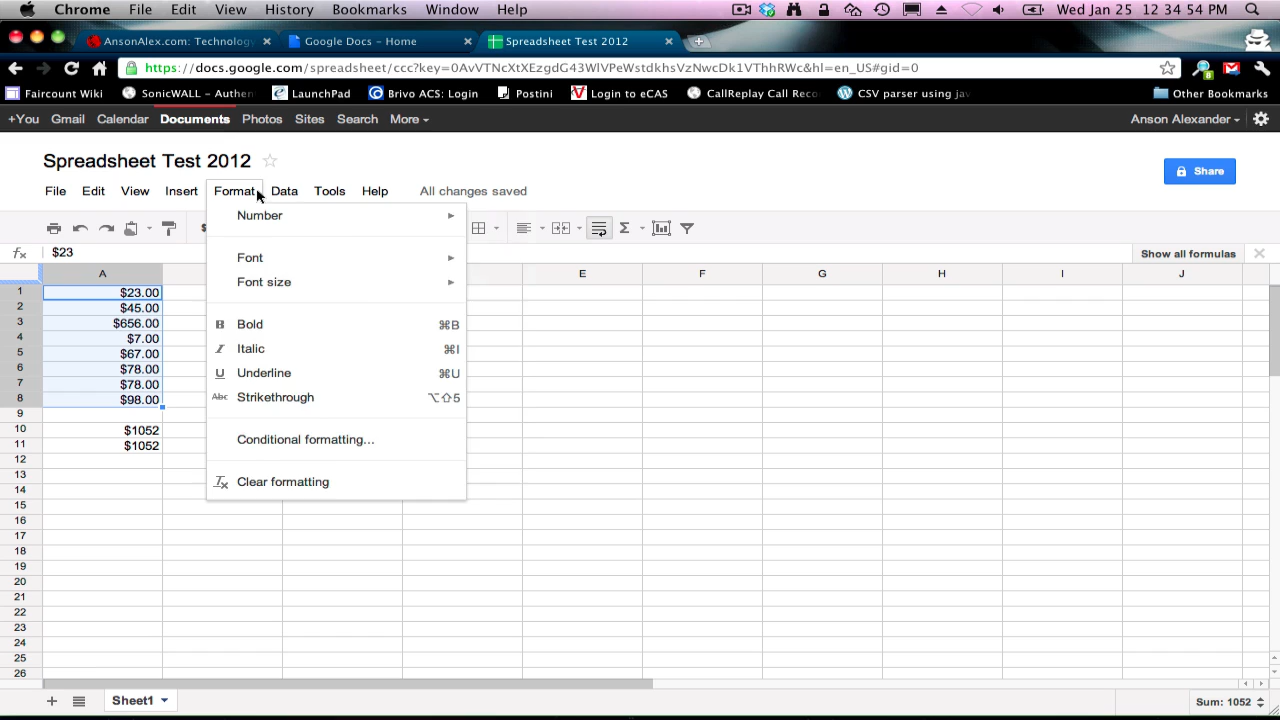 Chrome File Edit View History Bookmarks Window Help Wed Jan 25 12:34:54 PM
AnsonAlex.com: Technolog Google Docs - Home Spreadsheet Test 2012
https://docs.google.com/spreadsheet/ccc?key=0AvVTNcXtXEzgdG43WlVPeWstdkhsVzNwcDk1VThhRWc&hl=en_US#gid=0
Faircount Wiki SonicWALL - Authen LaunchPad Brivo ACS: Login Postini Login to eCAS CallReplay Call Reco CSV parser using jav Other Bookmarks
+You Gmail Calendar Documents Photos Sites Search More Anson Alexander
Spreadsheet Test 2012
Share
File Edit View Insert Format Data Tools Help All changes saved
$23 Show all formulas
Number
Font
Font size
Bold ⌘B
Italic ⌘I
Underline ⌘U
Strikethrough ⌥⇧5
Conditional formatting...
Clear formatting
A E F G H I J
1 $23.00
2 $45.00
3 $656.00
4 $7.00
5 $67.00
6 $78.00
7 $78.00
8 $98.00
9
10 $1052
11 $1052
12
13
14
15
16
17
18
19
20
21
22
23
24
25
26
Sheet1 Sum: 1052